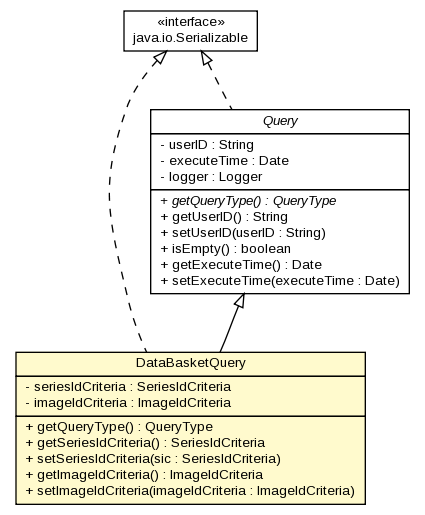 «interface»
java.io.Serializable
Query
- userID : String
- executeTime : Date
- logger : Logger
+ getQueryType() : QueryType
+ getUserID() : String
+ setUserID(userID : String)
+ isEmpty() : boolean
+ getExecuteTime() : Date
+ setExecuteTime(executeTime : Date)
DataBasketQuery
- seriesIdCriteria : SeriesIdCriteria
- imageIdCriteria : ImageIdCriteria
+ getQueryType() : QueryType
+ getSeriesIdCriteria() : SeriesIdCriteria
+ setSeriesIdCriteria(sic : SeriesIdCriteria)
+ getImageIdCriteria() : ImageIdCriteria
+ setImageIdCriteria(imageIdCriteria : ImageIdCriteria)